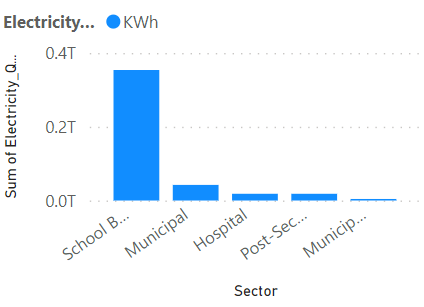 Electricity... KWh
Sum of Electricity_Q...
0.4T
0.2T
0.0T
School B...
Municipal
Hospital
Post-Sec...
Municip...
Sector